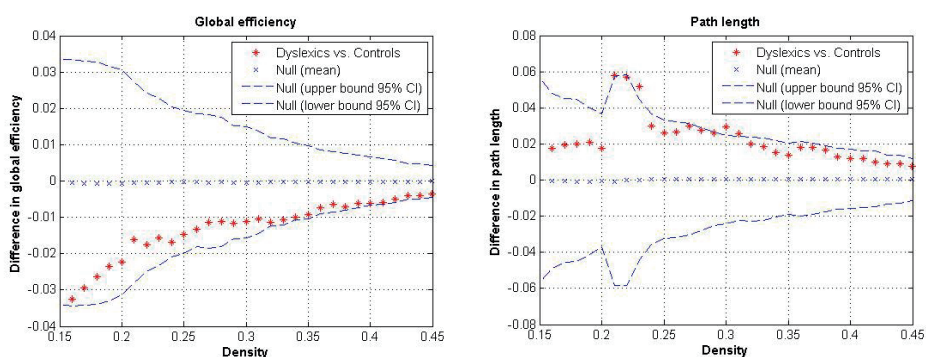 Global efficiency
0.04
0.03
0.02
0.01
0
-0.01
-0.02
-0.03
-0.04
Difference in global efficiency
Dyslexics vs. Controls
Null (mean)
Null (upper bound 95% CI)
Null (lower bound 95% CI)
0.15 0.2 0.25 0.3 0.35 0.4 0.45
Density
Path length
0.1
0.08
0.06
0.04
0.02
0
-0.02
-0.04
-0.06
-0.08
Difference in path length
Dyslexics vs. Controls
Null (mean)
Null (upper bound 95% CI)
Null (lower bound 95% CI)
0.15 0.2 0.25 0.3 0.35 0.4 0.45
Density